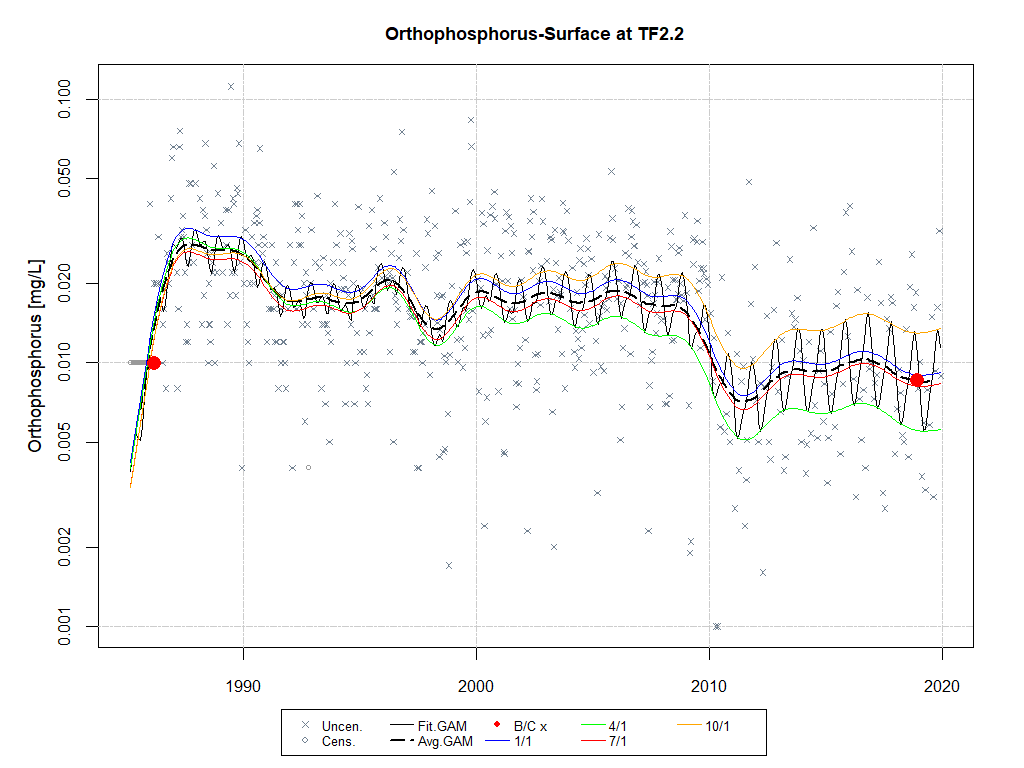 Orthophosphorus-Surface at TF2.2
Orthophosphorus [mg/L]
0.100
0.050
0.020
0.010
0.005
0.002
0.001
1990 2000 2010 2020
Uncen. Fit.GAM B/C x 4/1 10/1
Cens. Avg.GAM 1/1 7/1